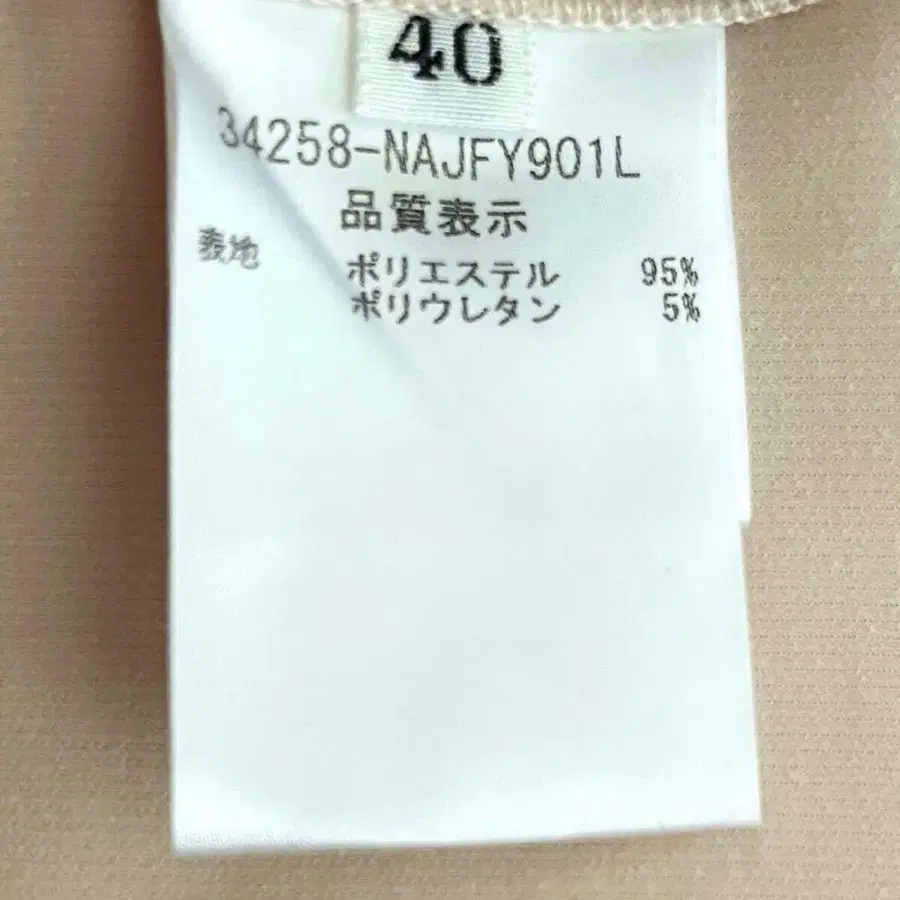 40
34258-NAJFY901L
品質表示
表地 ポリエステル 95%
ポリウレタン 5%